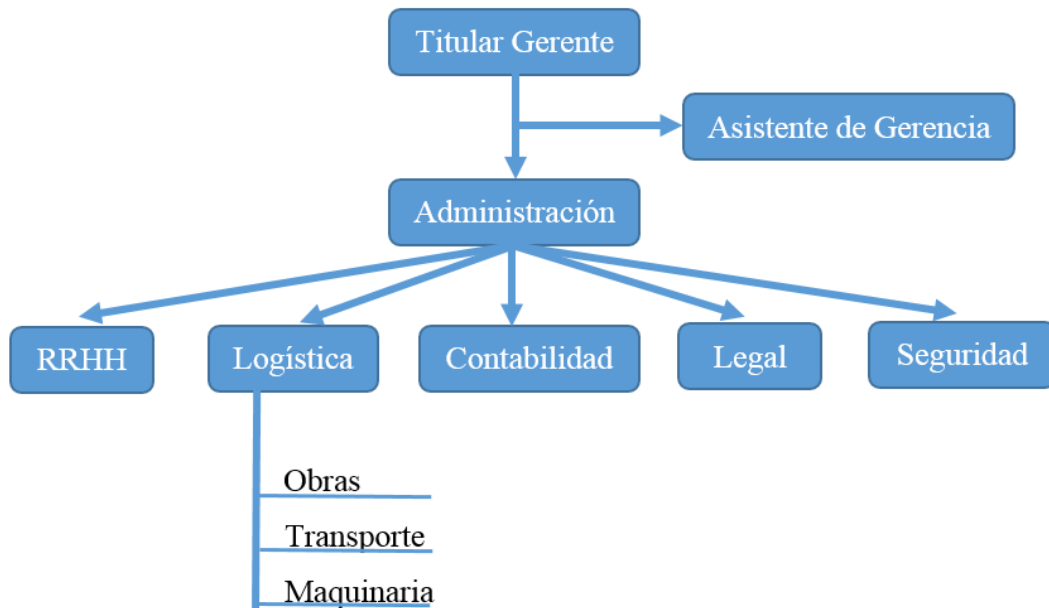 Titular Gerente
Asistente de Gerencia
Administración
RRHH
Logística
Contabilidad
Legal
Seguridad
Obras
Transporte
Maquinaria